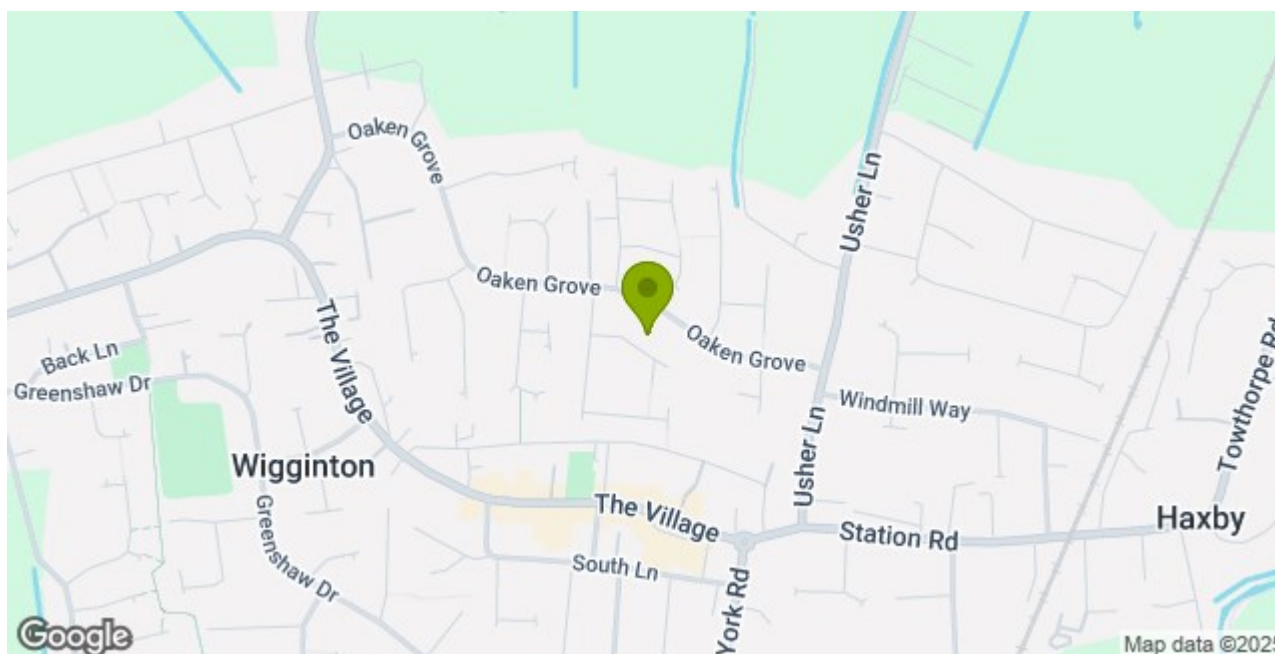 Oaken Grove
Usher Ln
Oaken Grove
Oaken Grove
The Village
Back Ln
Greenshaw Dr
Windmill Way
Towthorpe Rd
Usher Ln
Wigginton
Greenshaw Dr
The Village
Haxby
Station Rd
South Ln
York Rd
Google
Map data ©2025